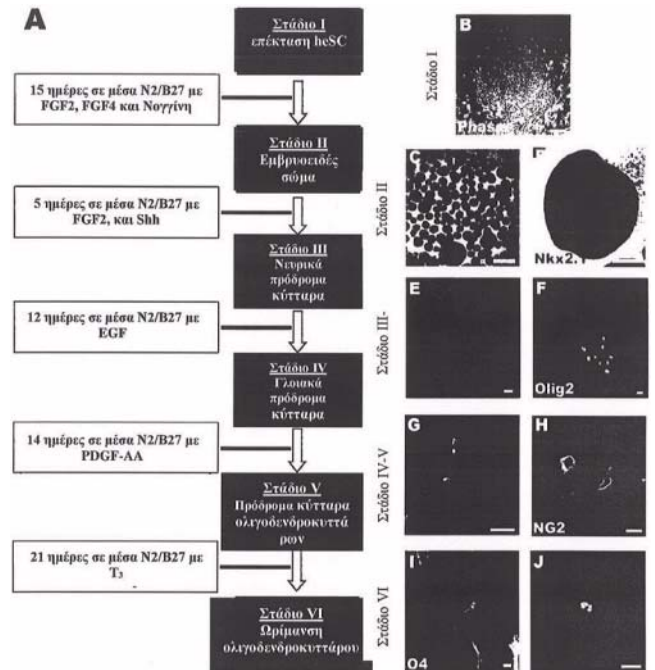 A
Στάδιο I
επέκταση heSC
15 ημέρες σε μέσα N2/B27 με
FGF2, FGF4 και Νογγίνη
Στάδιο II
Εμβρυοειδές
σώμα
5 ημέρες σε μέσα N2/B27 με
FGF2, και Shh
Στάδιο III
Νευρικά
πρόδρομα
κύτταρα
12 ημέρες σε μέσα N2/B27 με
EGF
Στάδιο IV
Γλοιακά
πρόδρομα
κύτταρα
14 ημέρες σε μέσα N2/B27 με
PDGF-AA
Στάδιο V
Πρόδρομα κύτταρα
ολιγοδενδροκυττά
ρων
21 ημέρες σε μέσα N2/B27 με
T3
Στάδιο VI
Ωρίμανση
ολιγοδενδροκυττάρου
Στάδιο I
B
Phase
Στάδιο II
C
Nkx2.1
Στάδιο III-
E
F
Olig2
Στάδιο IV-V
G
H
NG2
Στάδιο VI
I
O4
J